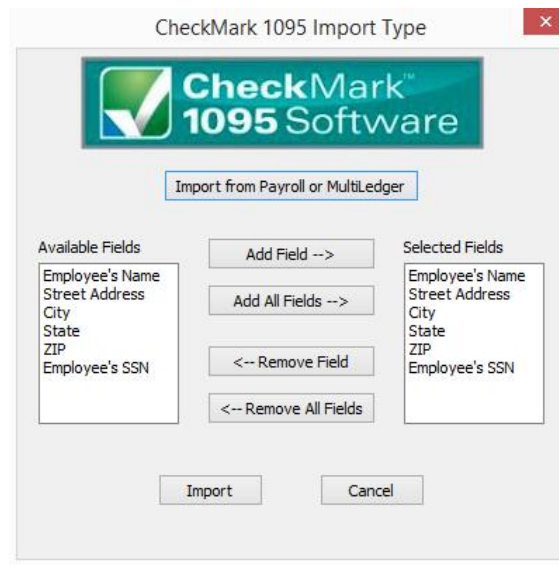 CheckMark 1095 Import Type
CheckMark™
1095 Software
Import from Payroll or MultiLedger
Available Fields
Employee's Name
Street Address
City
State
ZIP
Employee's SSN
Add Field -->
Add All Fields -->
<-- Remove Field
<-- Remove All Fields
Selected Fields
Employee's Name
Street Address
City
State
ZIP
Employee's SSN
Import
Cancel